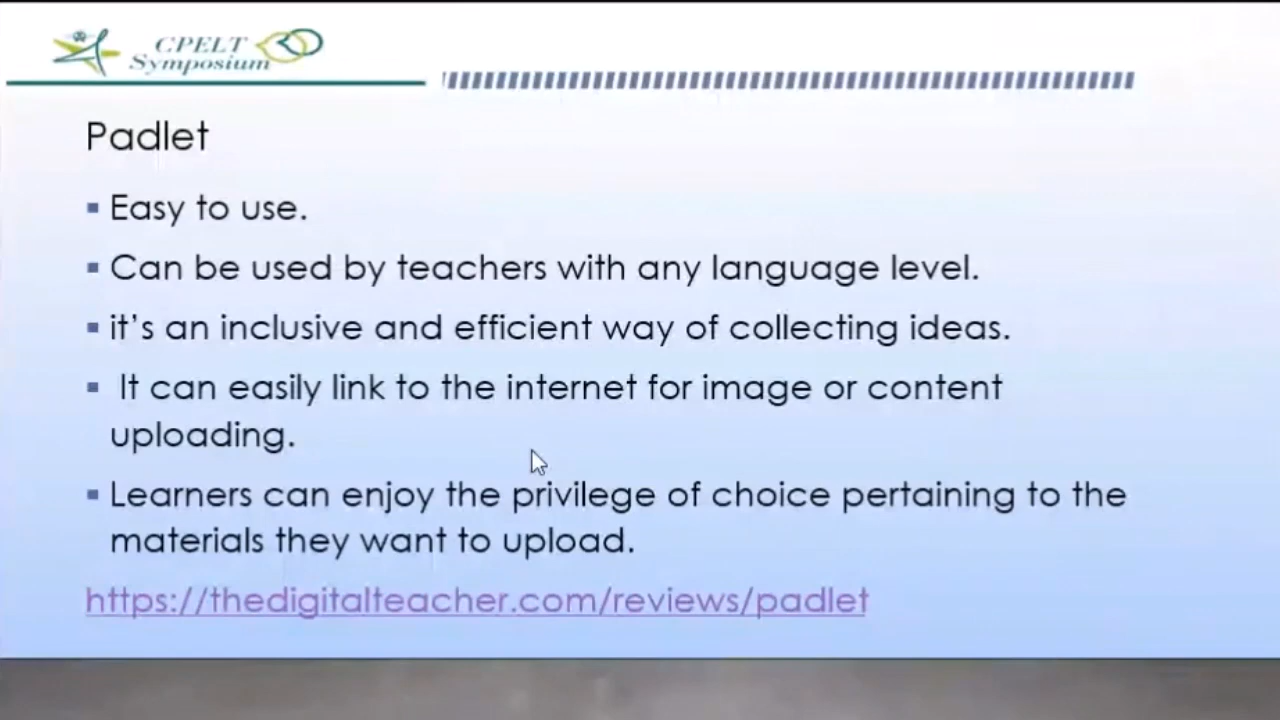 CPELT
Symposium
Padlet
Easy to use.
Can be used by teachers with any language level.
it's an inclusive and efficient way of collecting ideas.
It can easily link to the internet for image or content
uploading.
Learners can enjoy the privilege of choice pertaining to the
materials they want to upload.
https://thedigitalteacher.com/reviews/padlet